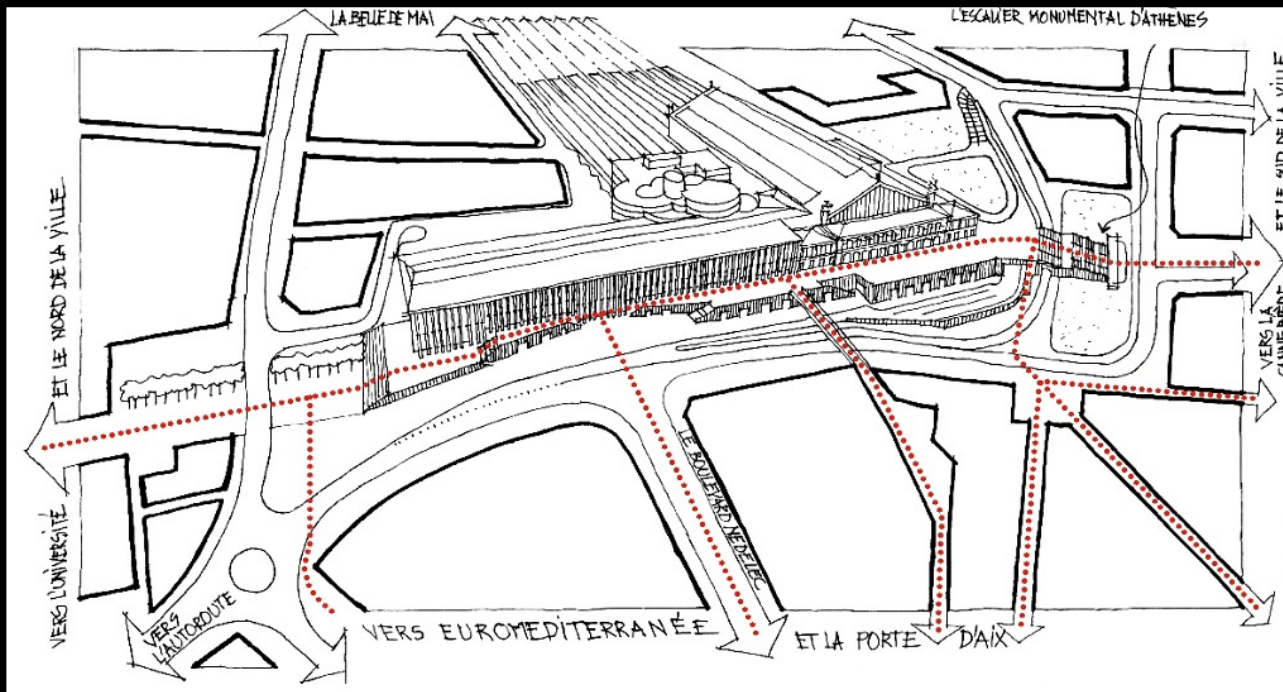 LA BELLE DE MAI
L'ESCALIER MONUMENTAL D'ATHÈNES
ET LE NORD DE LA VILLE
VERS L'UNIVERSITÉ
ET LE SUD DE LA VILLE
VERS LA
LE BOULEVARD NEDELEC
VERS
L'AUTOROUTE
VERS EUROMEDITERRANÉE
ET LA PORTE D'AIX